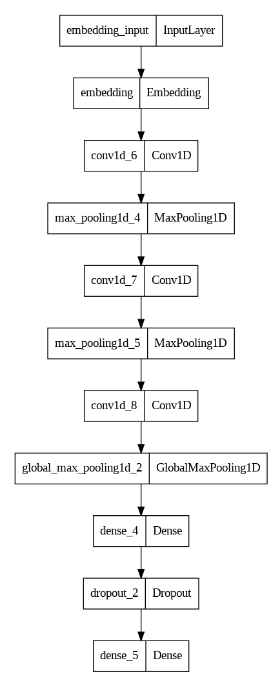 embedding_input InputLayer
embedding Embedding
conv1d_6 Conv1D
max_pooling1d_4 MaxPooling1D
conv1d_7 Conv1D
max_pooling1d_5 MaxPooling1D
conv1d_8 Conv1D
global_max_pooling1d_2 GlobalMaxPooling1D
dense_4 Dense
dropout_2 Dropout
dense_5 Dense